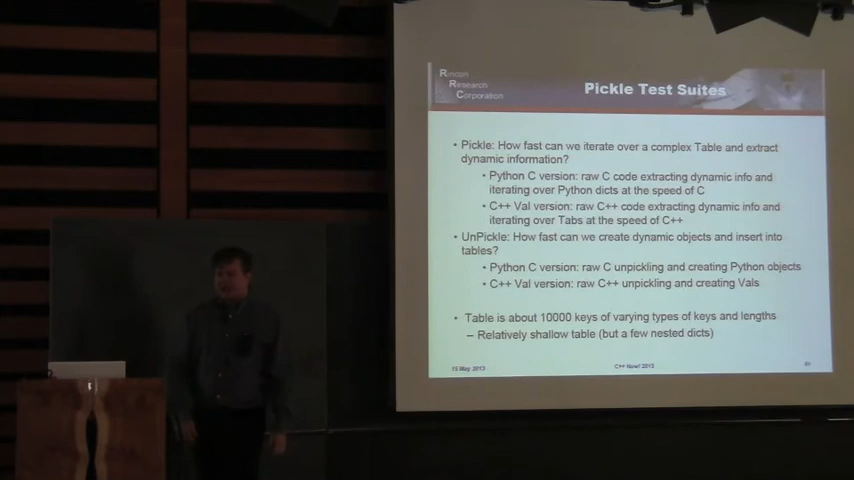 Rincon
Research
Corporation
Pickle Test Suites
• Pickle: How fast can we iterate over a complex Table and extract
dynamic information?
• Python C version: raw C code extracting dynamic info and
iterating over Python dicts at the speed of C
• C++ Val version: raw C++ code extracting dynamic info and
iterating over Tabs at the speed of C++
• UnPickle: How fast can we create dynamic objects and insert into
tables?
• Python C version: raw C unpickling and creating Python objects
• C++ Val version: raw C++ unpickling and creating Vals
• Table is about 10000 keys of varying types of keys and lengths
– Relatively shallow table (but a few nested dicts)
15 May 2013
C++ Now! 2013